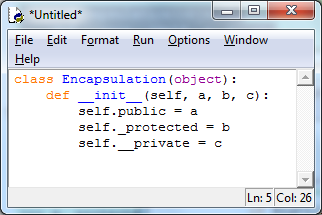 *Untitled*
File Edit Format Run Options Window
Help
class Encapsulation(object):
    def __init__(self, a, b, c):
        self.public = a
        self._protected = b
        self.__private = c
Ln: 5 Col: 26